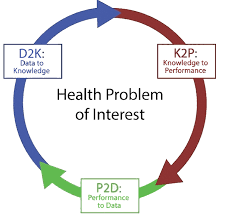 D2K:
Data to
Knowledge
K2P:
Knowledge to
Performance
Health Problem
of Interest
P2D:
Performance
to Data